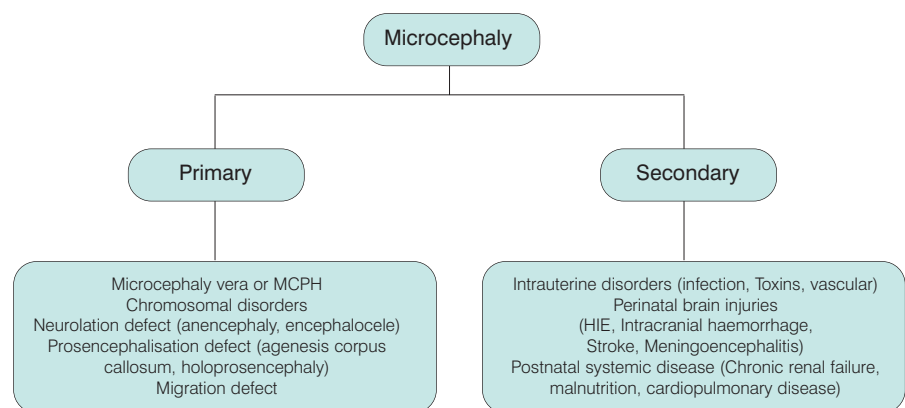 Microcephaly
Primary
Secondary
Microcephaly vera or MCPH
Chromosomal disorders
Neurolation defect (anencephaly, encephalocele)
Prosencephalisation defect (agenesis corpus
callosum, holoprosencephaly)
Migration defect
Intrauterine disorders (infection, Toxins, vascular)
Perinatal brain injuries
(HIE, Intracranial haemorrhage,
Stroke, Meningoencephalitis)
Postnatal systemic disease (Chronic renal failure,
malnutrition, cardiopulmonary disease)